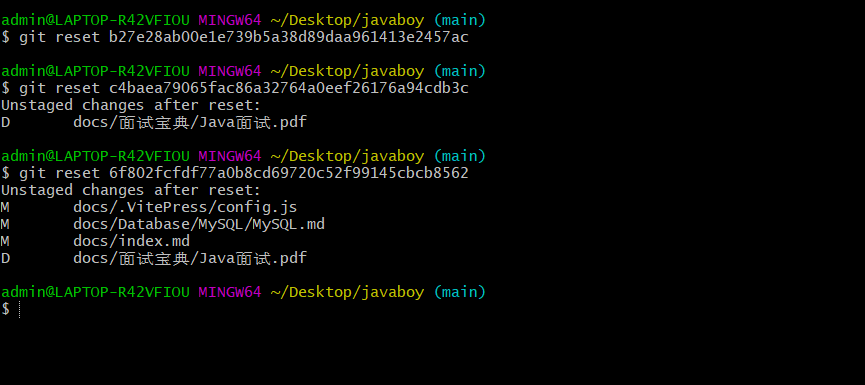 admin@LAPTOP-R42VFIOU MINGW64 ~/Desktop/javaboy (main)
$ git reset b27e28ab00e1e739b5a38d89daa961413e2457ac
admin@LAPTOP-R42VFIOU MINGW64 ~/Desktop/javaboy (main)
$ git reset c4baea79065fac86a32764a0eef26176a94cdb3c
Unstaged changes after reset:
D       docs/面试宝典/Java面试.pdf
admin@LAPTOP-R42VFIOU MINGW64 ~/Desktop/javaboy (main)
$ git reset 6f802fcfdf77a0b8cd69720c52f99145cbcb8562
Unstaged changes after reset:
M       docs/.VitePress/config.js
M       docs/Database/MySQL/MySQL.md
M       docs/index.md
D       docs/面试宝典/Java面试.pdf
admin@LAPTOP-R42VFIOU MINGW64 ~/Desktop/javaboy (main)
$